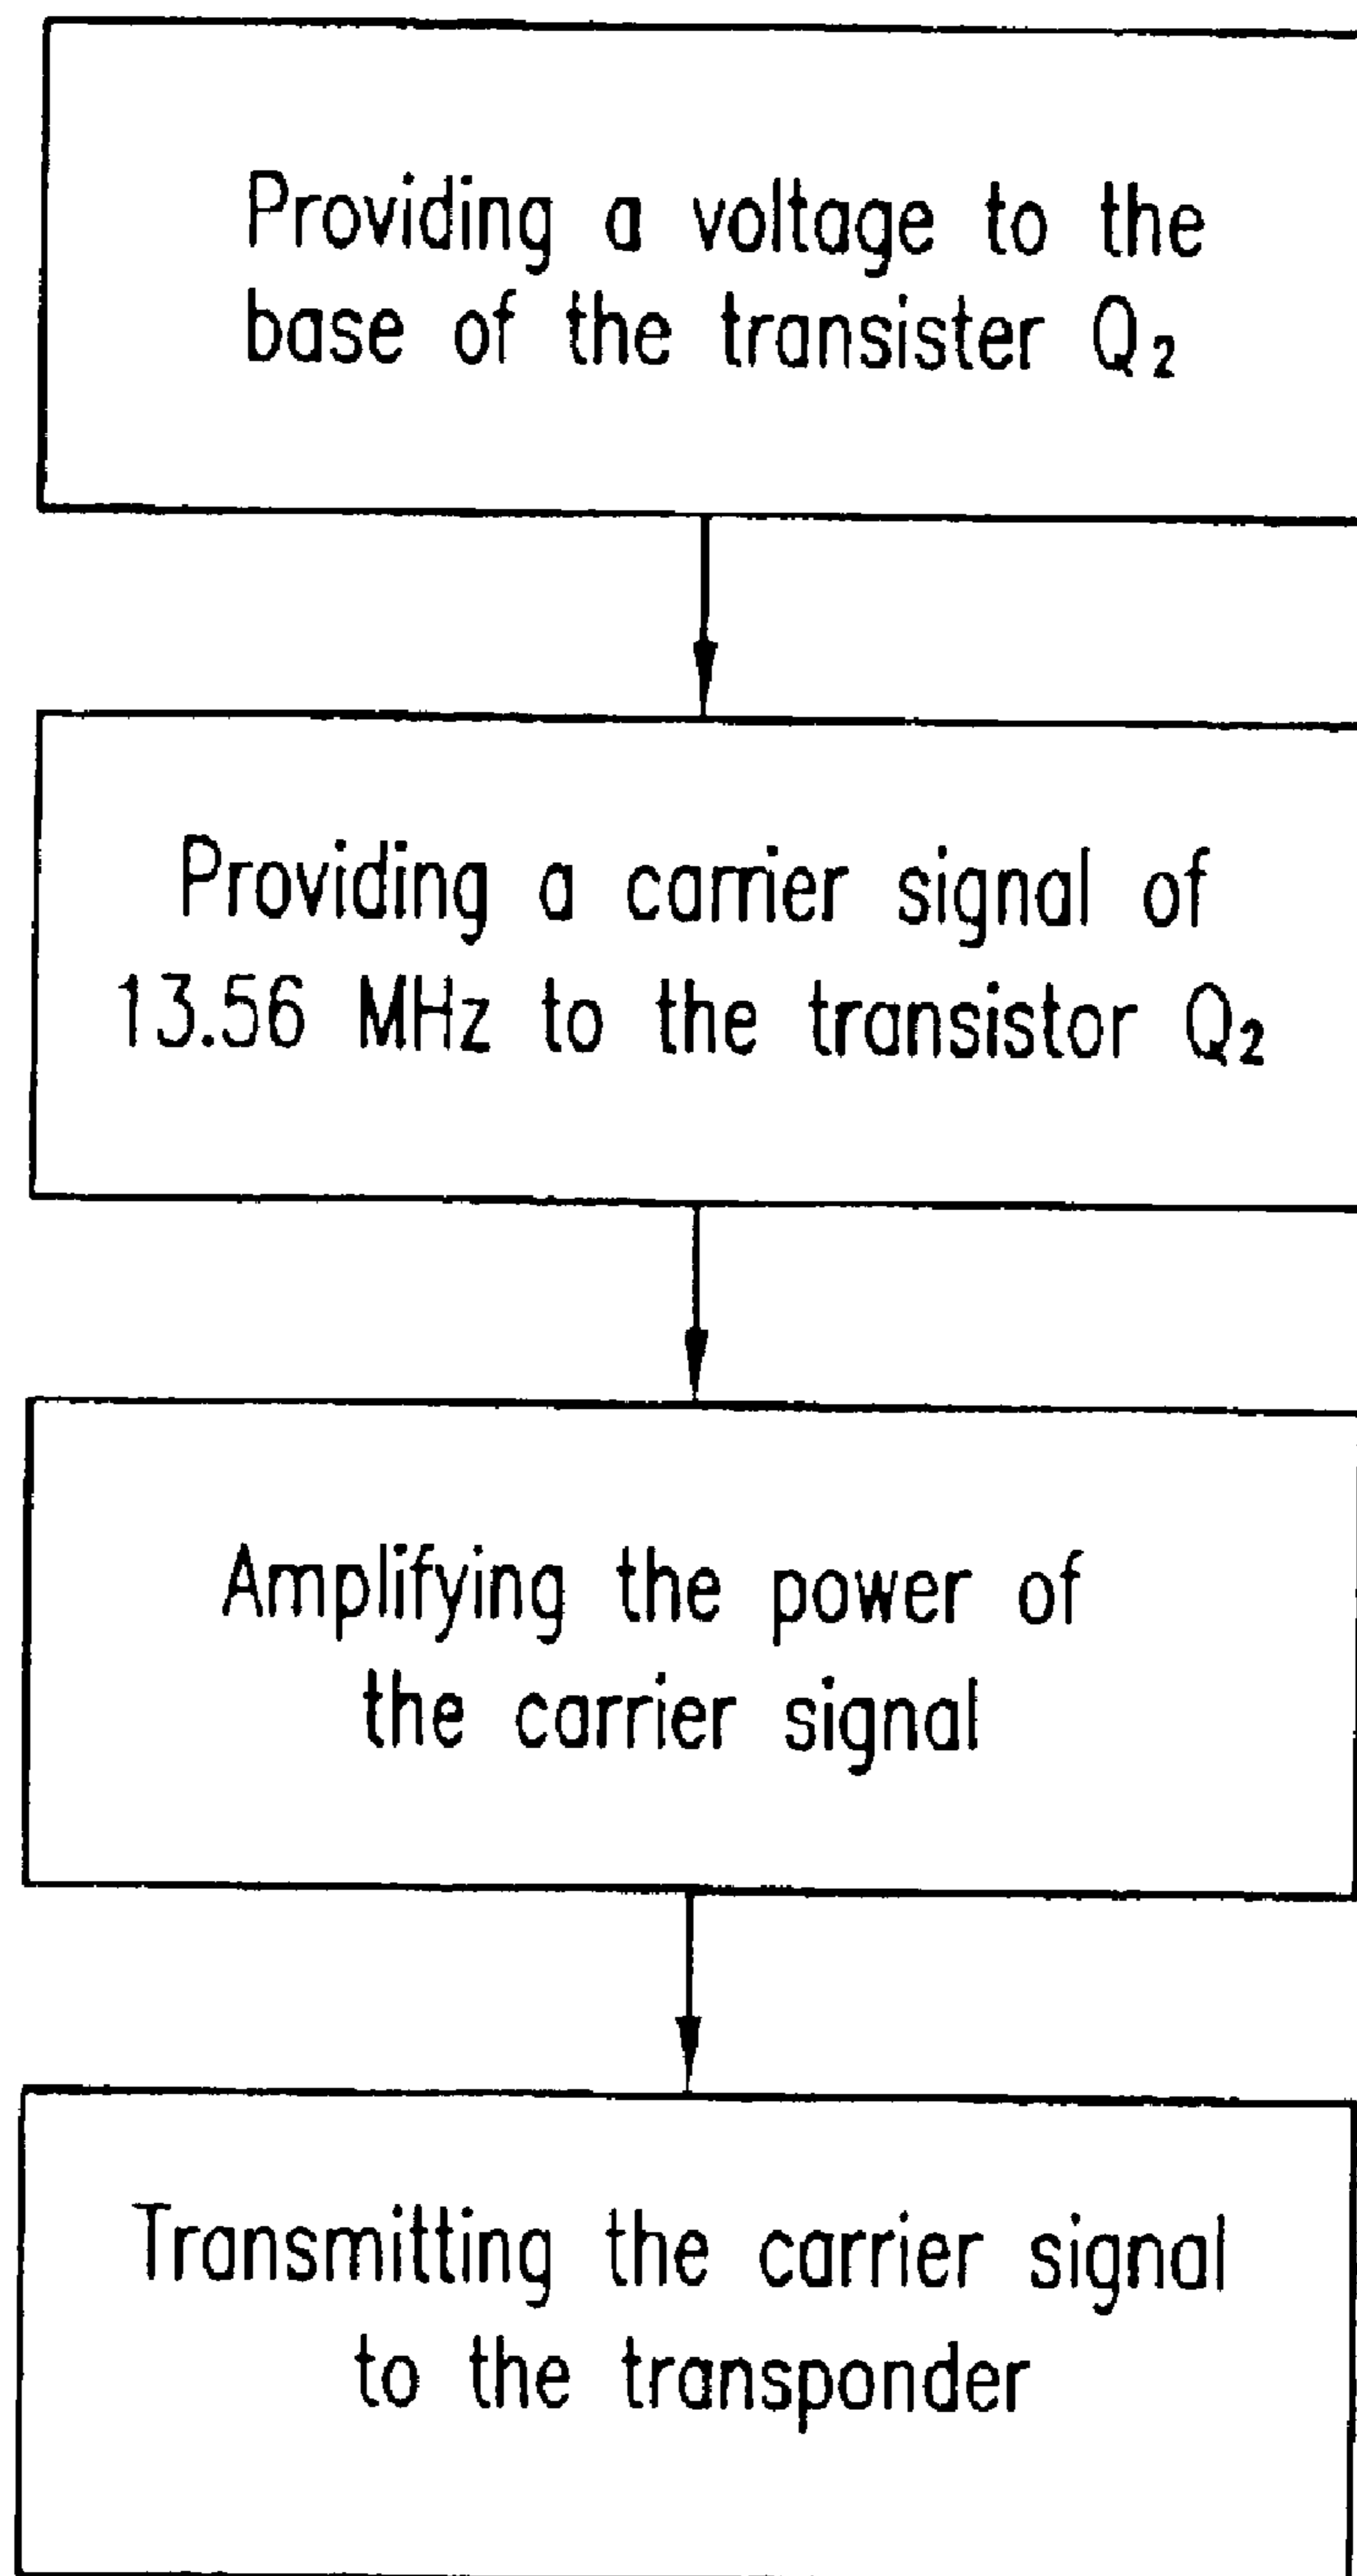 Providing a voltage to the
base of the transister Q₂
Providing a carrier signal of
13.56 MHz to the transistor Q₂
Amplifying the power of
the carrier signal
Transmitting the carrier signal
to the transponder